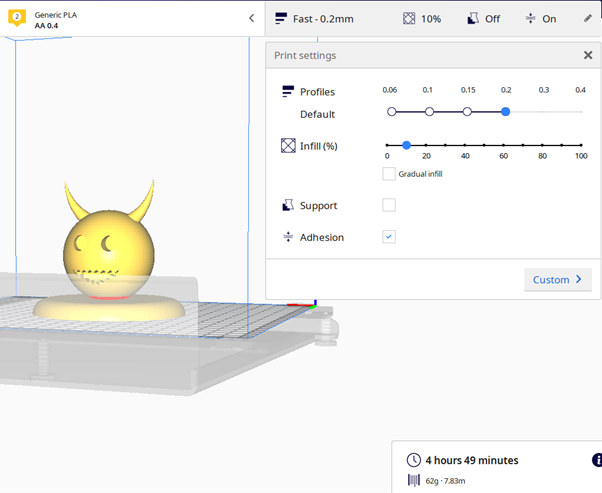 2
Generic PLA
AA 0.4
Fast - 0.2mm
10%
Off
On
Print settings
Profiles
0.06 0.1 0.15 0.2 0.3 0.4
Default
Infill (%)
0 20 40 60 80 100
Gradual infill
Support
Adhesion
Custom
4 hours 49 minutes
i
62g · 7.83m